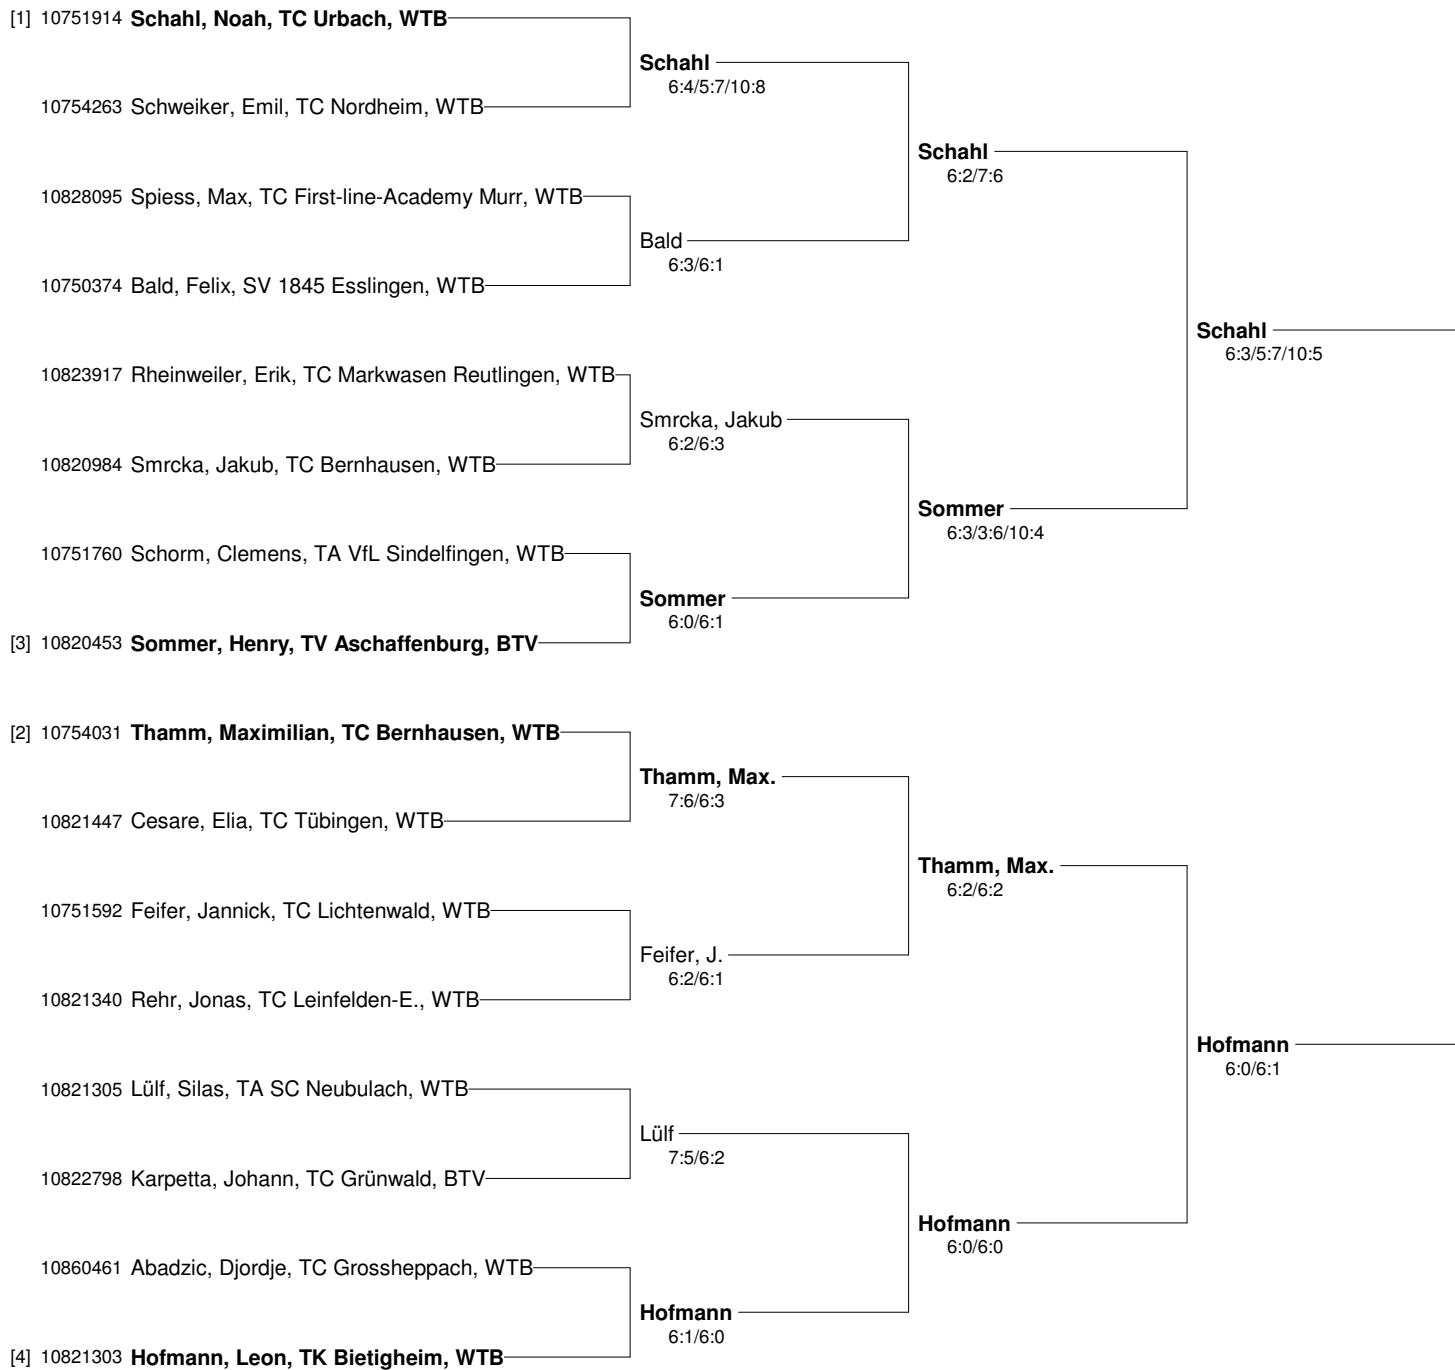 [1] 10751914 Schahl, Noah, TC Urbach, WTB
Schahl
6:4/5:7/10:8
10754263 Schweiker, Emil, TC Nordheim, WTB
Schahl
6:2/7:6
10828095 Spiess, Max, TC First-line-Academy Murr, WTB
Bald
6:3/6:1
10750374 Bald, Felix, SV 1845 Esslingen, WTB
Schahl
6:3/5:7/10:5
10823917 Rheinweiler, Erik, TC Markwasen Reutlingen, WTB
Smrcka, Jakub
6:2/6:3
10820984 Smrcka, Jakub, TC Bernhausen, WTB
Sommer
6:3/3:6/10:4
10751760 Schorm, Clemens, TA VfL Sindelfingen, WTB
Sommer
6:0/6:1
[3] 10820453 Sommer, Henry, TV Aschaffenburg, BTV
[2] 10754031 Thamm, Maximilian, TC Bernhausen, WTB
Thamm, Max.
7:6/6:3
10821447 Cesare, Elia, TC Tübingen, WTB
Thamm, Max.
6:2/6:2
10751592 Feifer, Jannick, TC Lichtenwald, WTB
Feifer, J.
6:2/6:1
10821340 Rehr, Jonas, TC Leinfelden-E., WTB
Hofmann
6:0/6:1
10821305 Lülf, Silas, TA SC Neubulach, WTB
Lülf
7:5/6:2
10822798 Karpetta, Johann, TC Grünwald, BTV
Hofmann
6:0/6:0
10860461 Abadzic, Djordje, TC Grossheppach, WTB
Hofmann
6:1/6:0
[4] 10821303 Hofmann, Leon, TK Bietigheim, WTB